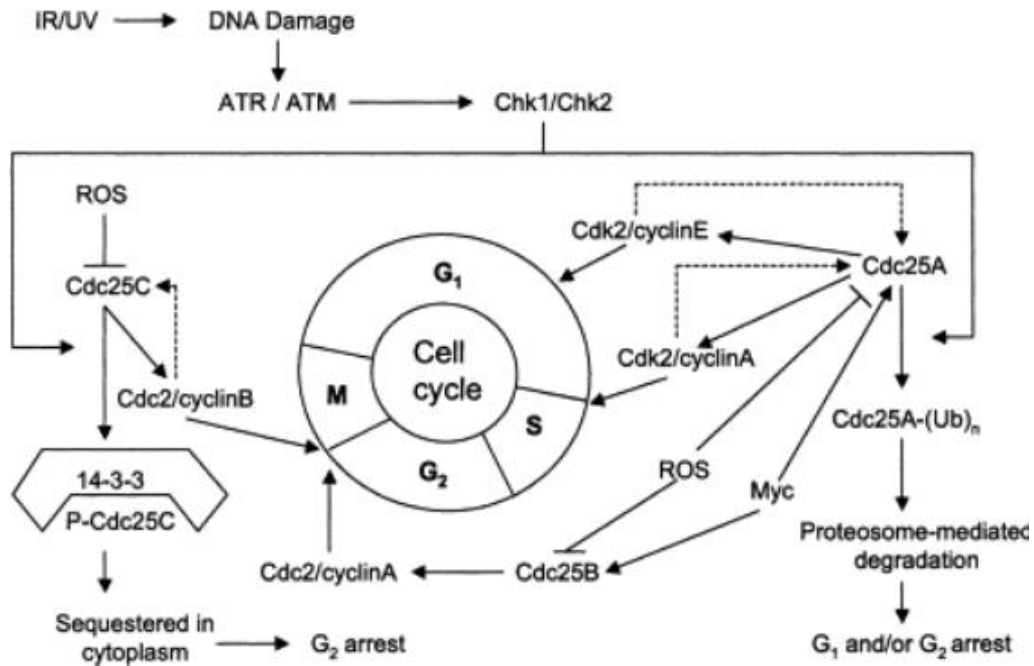 IR/UV
DNA Damage
ATR / ATM
Chk1/Chk2
ROS
Cdk2/cyclinE
Cdc25C
G₁
Cdc25A
Cell
cycle
Cdk2/cyclinA
Cdc2/cyclinB
M
S
Cdc25A-(Ub)ₙ
14-3-3
P-Cdc25C
G₂
ROS
Myc
Proteosome-mediated
degradation
Cdc2/cyclinA
Cdc25B
Sequestered in
cytoplasm
G₂ arrest
G₁ and/or G₂ arrest